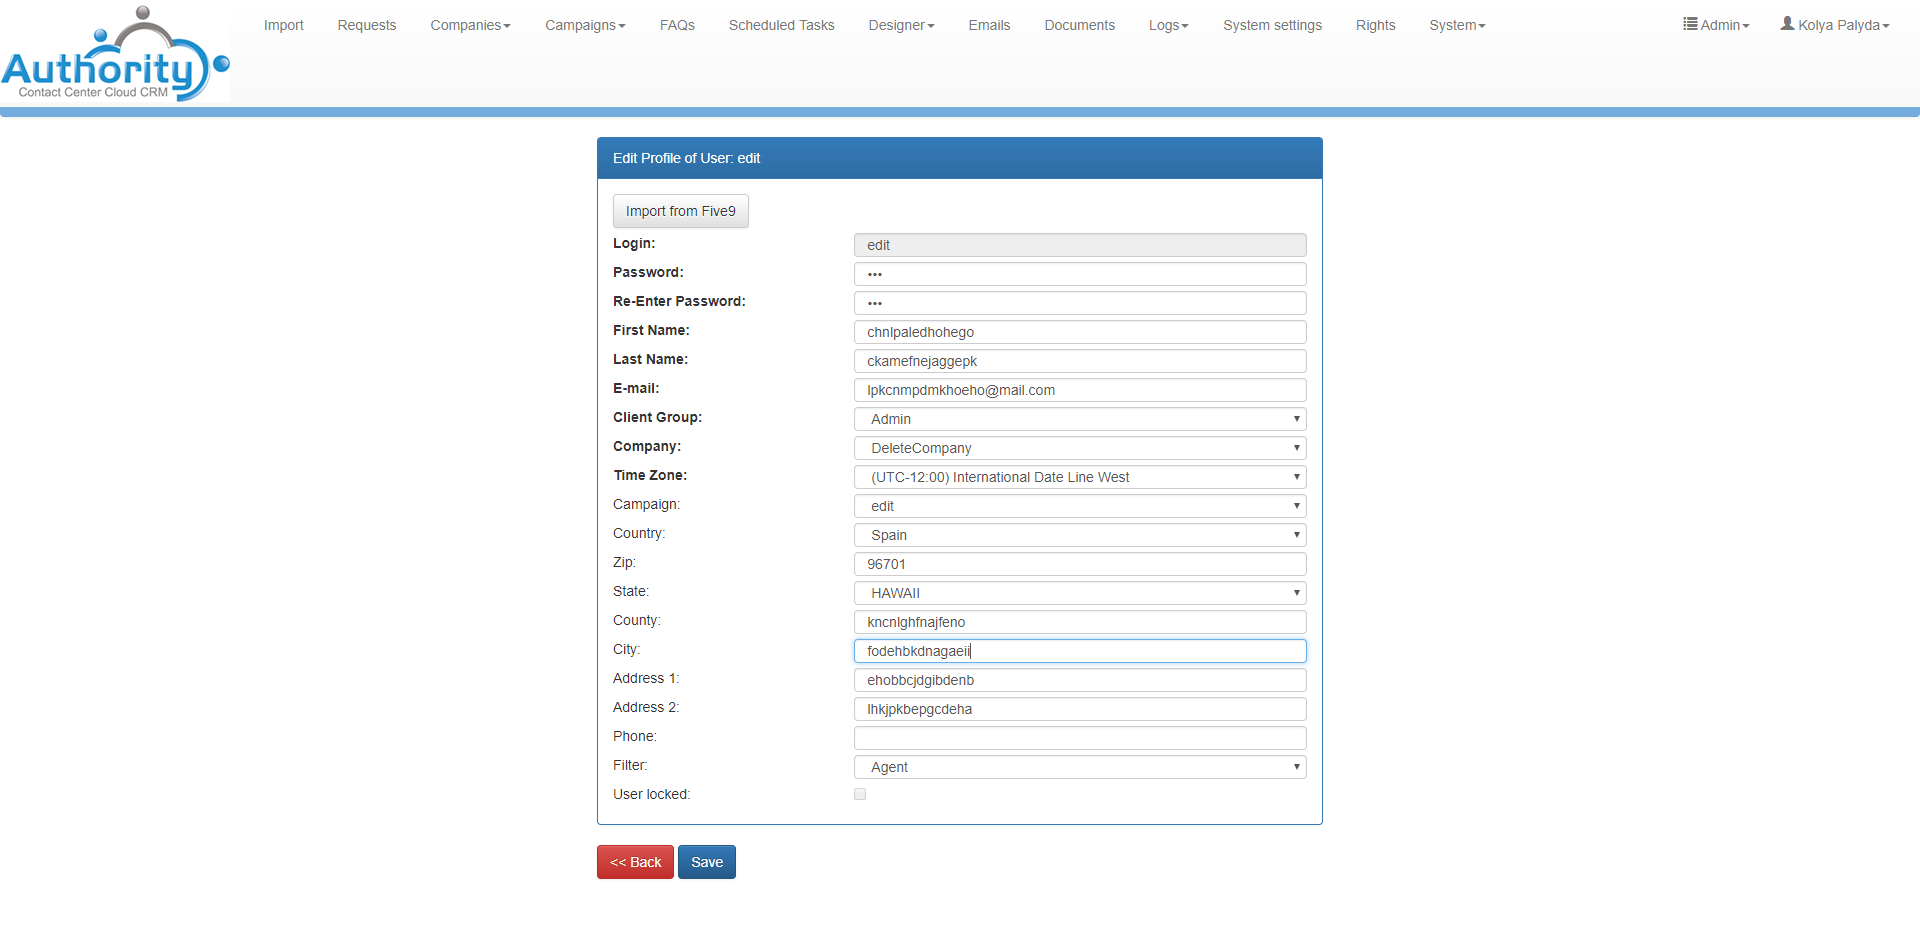 Authority
Contact Center Cloud CRM
Import Requests Companies Campaigns FAQs Scheduled Tasks Designer Emails Documents Logs System settings Rights System Admin Kolya Palyda
Edit Profile of User: edit
Import from Five9
Login: edit
Password: •••
Re-Enter Password: •••
First Name: chnlpaledhohego
Last Name: ckamefnejaggepk
E-mail: lpkcnmpdmkhoeho@mail.com
Client Group: Admin
Company: DeleteCompany
Time Zone: (UTC-12:00) International Date Line West
Campaign: edit
Country: Spain
Zip: 96701
State: HAWAII
County: kncnlghfnajfeno
City: fodehbkdnagaeii
Address 1: ehobbcjdgibdenb
Address 2: lhkjpkbepgcdeha
Phone:
Filter: Agent
User locked:
<< Back Save